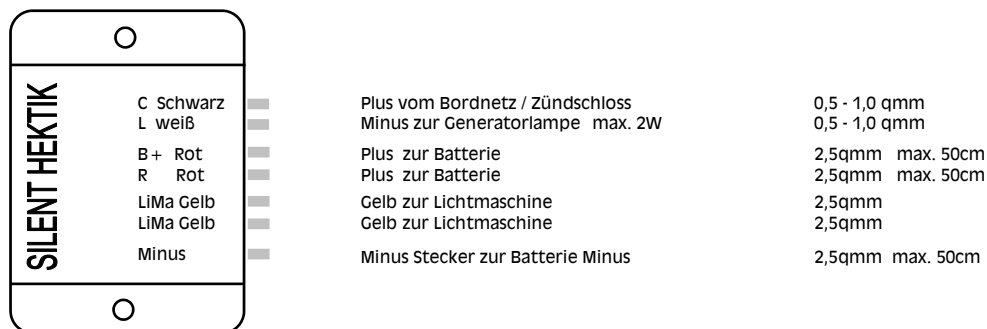 SILENT HEKTIK
C Schwarz Plus vom Bordnetz / Zündschloss 0,5 - 1,0 qmm
L weiß Minus zur Generatorlampe max. 2W 0,5 - 1,0 qmm
B+ Rot Plus zur Batterie 2,5qmm max. 50cm
R Rot Plus zur Batterie 2,5qmm max. 50cm
LiMa Gelb Gelb zur Lichtmaschine 2,5qmm
LiMa Gelb Gelb zur Lichtmaschine 2,5qmm
Minus Minus Stecker zur Batterie Minus 2,5qmm max. 50cm